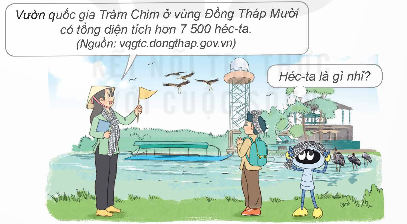 Vườn quốc gia Tràm Chim ở vùng Đồng Tháp Mười
có tổng diện tích hơn 7 500 héc-ta.
(Nguồn: vqgtc.dongthap.gov.vn)
Héc-ta là gì nhỉ?